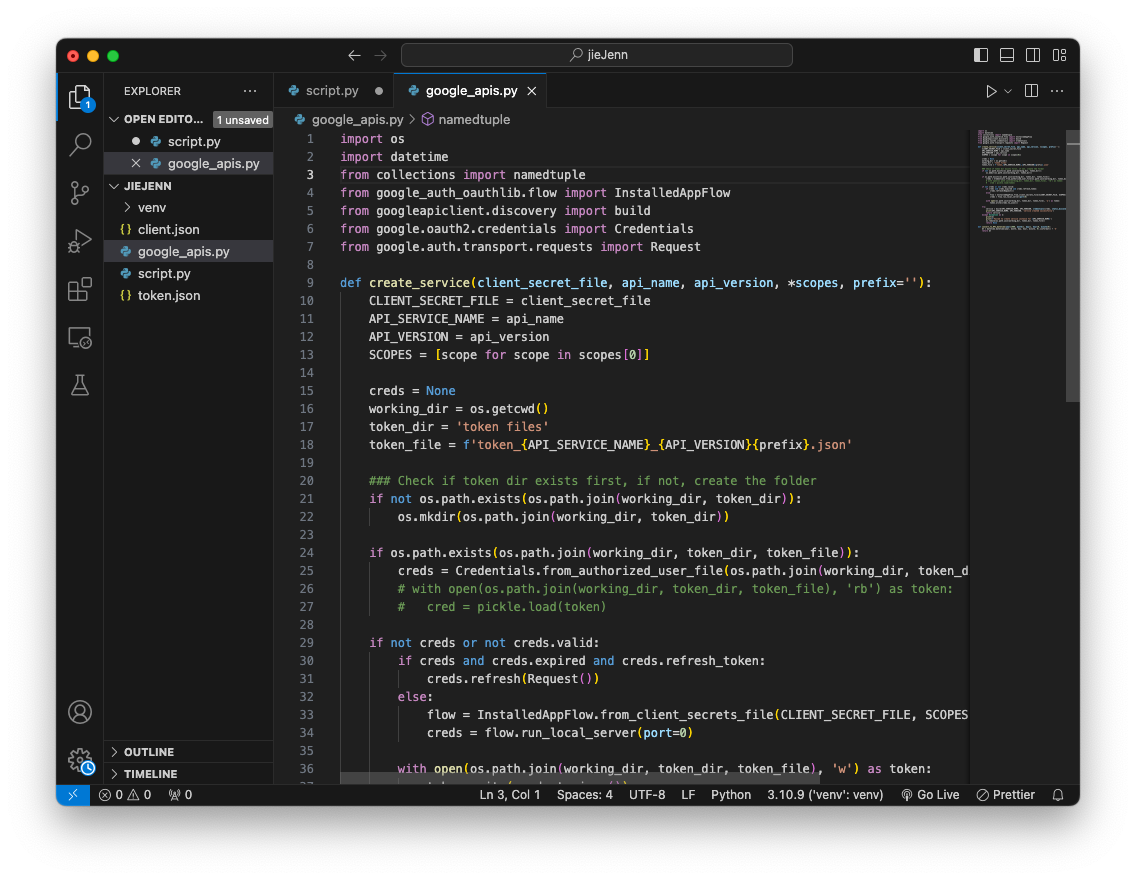 jieJenn
EXPLORER
OPEN EDITO... 1 unsaved
script.py
google_apis.py
JIEJENN
venv
{} client.json
google_apis.py
script.py
{} token.json
OUTLINE
TIMELINE
1
script.py
google_apis.py
google_apis.py > namedtuple
1 import os
2 import datetime
3 from collections import namedtuple
4 from google_auth_oauthlib.flow import InstalledAppFlow
5 from googleapiclient.discovery import build
6 from google.oauth2.credentials import Credentials
7 from google.auth.transport.requests import Request
8
9 def create_service(client_secret_file, api_name, api_version, *scopes, prefix=''):
10     CLIENT_SECRET_FILE = client_secret_file
11     API_SERVICE_NAME = api_name
12     API_VERSION = api_version
13     SCOPES = [scope for scope in scopes[0]]
14
15     creds = None
16     working_dir = os.getcwd()
17     token_dir = 'token files'
18     token_file = f'token_{API_SERVICE_NAME}_{API_VERSION}{prefix}.json'
19
20     ### Check if token dir exists first, if not, create the folder
21     if not os.path.exists(os.path.join(working_dir, token_dir)):
22         os.mkdir(os.path.join(working_dir, token_dir))
23
24     if os.path.exists(os.path.join(working_dir, token_dir, token_file)):
25         creds = Credentials.from_authorized_user_file(os.path.join(working_dir, token_d
26         # with open(os.path.join(working_dir, token_dir, token_file), 'rb') as token:
27         #   cred = pickle.load(token)
28
29     if not creds or not creds.valid:
30         if creds and creds.expired and creds.refresh_token:
31             creds.refresh(Request())
32         else:
33             flow = InstalledAppFlow.from_client_secrets_file(CLIENT_SECRET_FILE, SCOPES
34             creds = flow.run_local_server(port=0)
35
36         with open(os.path.join(working_dir, token_dir, token_file), 'w') as token:
0 0 0 Ln 3, Col 1 Spaces: 4 UTF-8 LF Python 3.10.9 ('venv': venv) Go Live Prettier